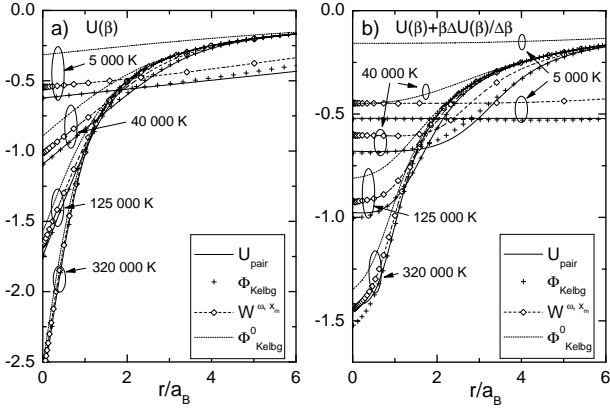 a) U(β)
0.0
-0.5
-1.0
-1.5
-2.0
-2.5
0
2
4
6
r/a_B
5 000 K
40 000 K
125 000 K
320 000 K
U_pair
Φ_Kelbg
W^ω, x_m
Φ^0_Kelbg
b) U(β)+βΔU(β)/Δβ
0.0
-0.5
-1.0
-1.5
0
2
4
6
r/a_B
40 000 K
5 000 K
125 000 K
320 000 K
U_pair
Φ_Kelbg
W^ω, x_m
Φ^0_Kelbg